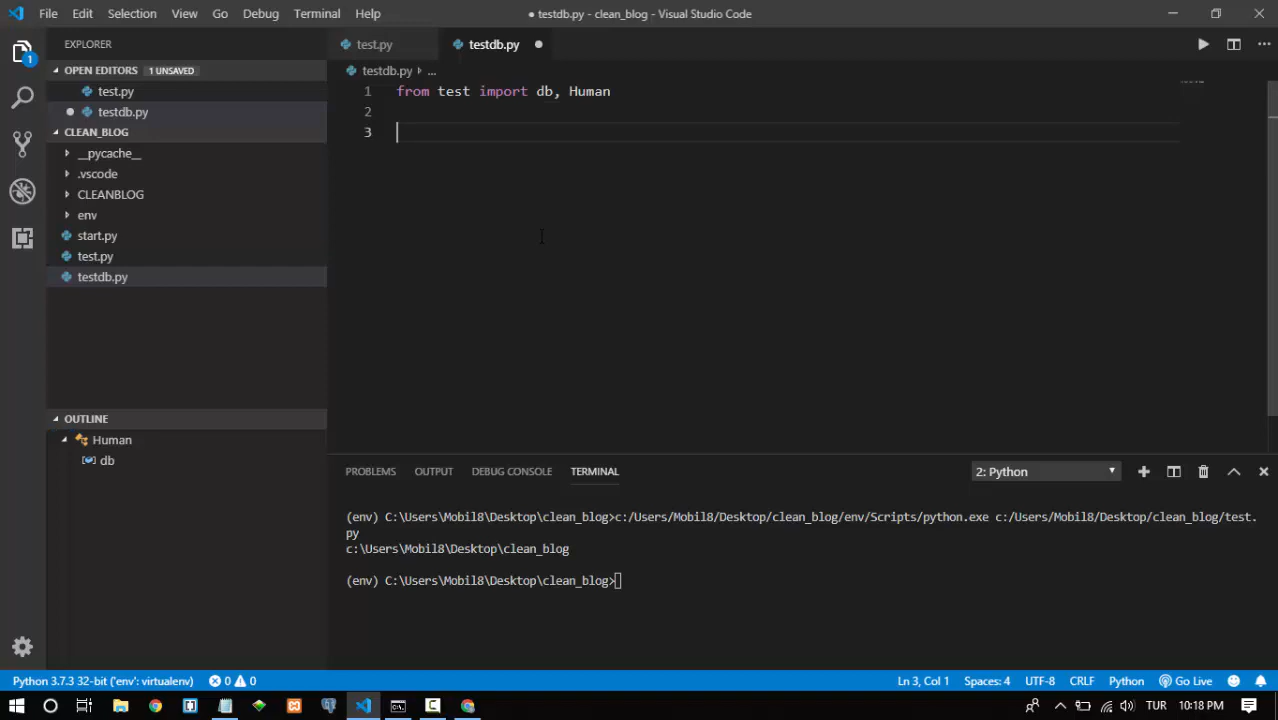 File Edit Selection View Go Debug Terminal Help
● testdb.py - clean_blog - Visual Studio Code
EXPLORER
OPEN EDITORS 1 UNSAVED
test.py
testdb.py
CLEAN_BLOG
__pycache__
.vscode
CLEANBLOG
env
start.py
test.py
testdb.py
OUTLINE
Human
db
test.py
testdb.py
testdb.py ...
1 from test import db, Human
2
3
PROBLEMS OUTPUT DEBUG CONSOLE TERMINAL
2: Python
(env) C:\Users\Mobil8\Desktop\clean_blog>c:/Users/Mobil8/Desktop/clean_blog/env/Scripts/python.exe c:/Users/Mobil8/Desktop/clean_blog/test.
py
c:\Users\Mobil8\Desktop\clean_blog
(env) C:\Users\Mobil8\Desktop\clean_blog>
1
Python 3.7.3 32-bit ('env': virtualenv) 0 0
Ln 3, Col 1 Spaces: 4 UTF-8 CRLF Python Go Live
TUR 10:18 PM